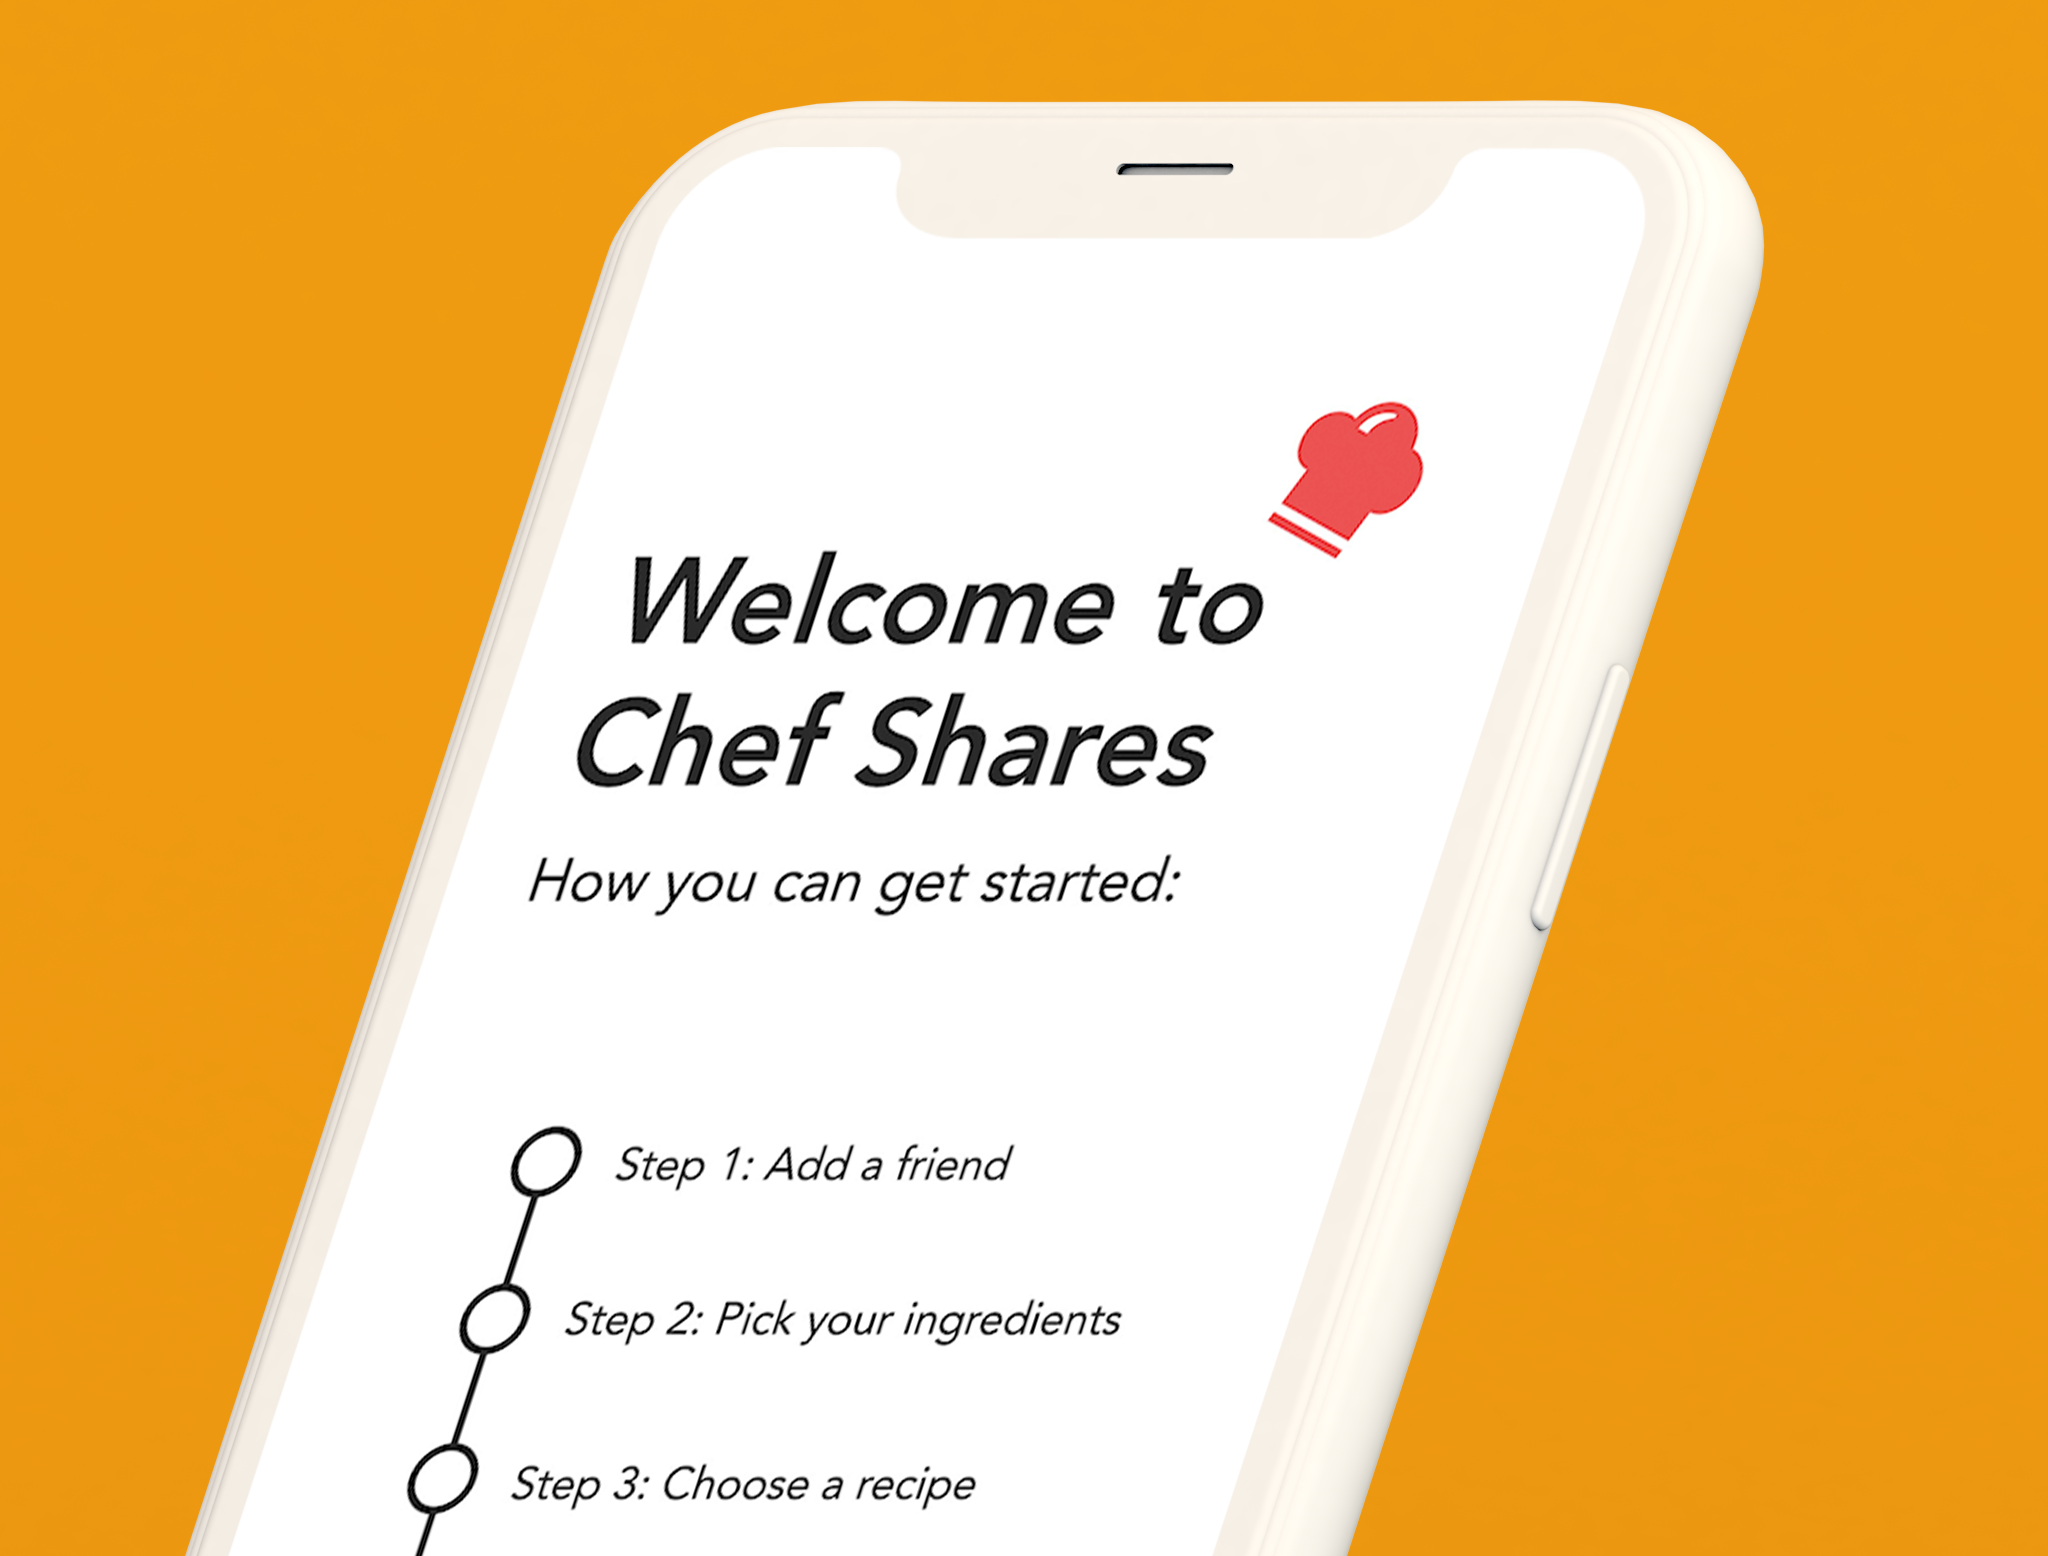 Welcome to
Chef Shares
How you can get started:
Step 1: Add a friend
Step 2: Pick your ingredients
Step 3: Choose a recipe